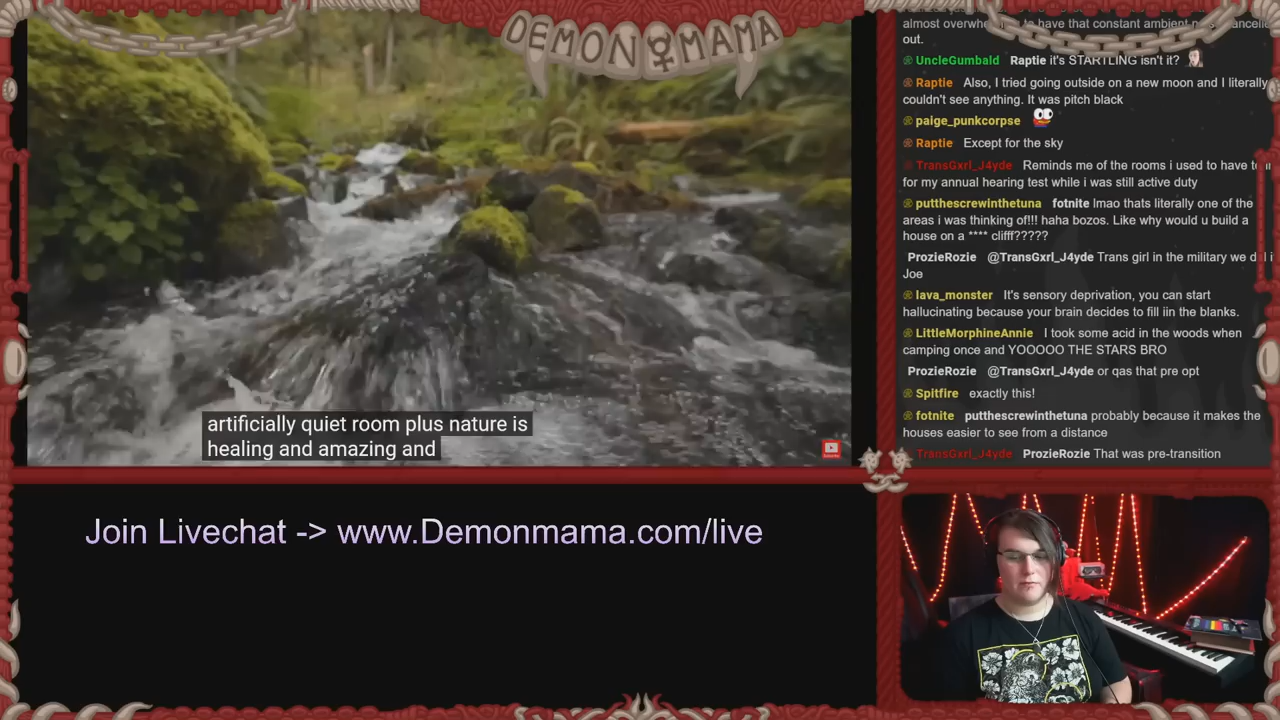 DEMON MAMA
almost overwhe to have that constant ambient
out.
UncleGumbald Raptie it's STARTLING isn't it?
Raptie Also, I tried going outside on a new moon and I literally
couldn't see anything. It was pitch black
paige_punkcorpse
Raptie Except for the sky
TransGxrl_J4yde Reminds me of the rooms i used to have
for my annual hearing test while i was still active duty
putthescrewinthetuna fotnite lmao thats literally one of the
areas i was thinking of!!! haha bozos. Like why would u build a
house on a **** clifff?????
ProzieRozie @TransGxrl_J4yde Trans girl in the military we
Joe
lava_monster It's sensory deprivation, you can start
hallucinating because your brain decides to fill iin the blanks.
LittleMorphineAnnie I took some acid in the woods when
camping once and YOOOOO THE STARS BRO
ProzieRozie @TransGxrl_J4yde or qas that pre opt
Spitfire exactly this!
fotnite putthescrewinthetuna probably because it makes the
houses easier to see from a distance
TransGxrl_J4yde ProzieRozie That was pre-transition
artificially quiet room plus nature is
healing and amazing and
Join Livechat -> www.Demonmama.com/live